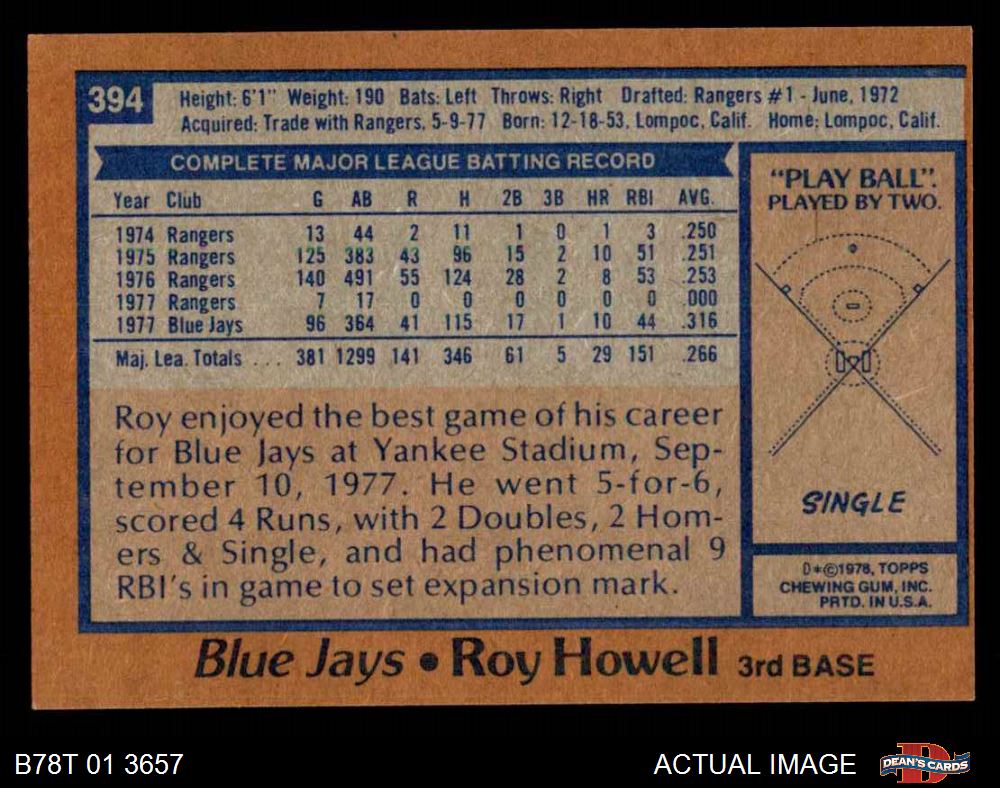 394
Height: 6'1" Weight: 190 Bats: Left Throws: Right Drafted: Rangers #1 - June, 1972
Acquired: Trade with Rangers, 5-9-77 Born: 12-18-53, Lompoc, Calif. Home: Lompoc, Calif.
COMPLETE MAJOR LEAGUE BATTING RECORD
Year Club G AB R H 2B 3B HR RBI AVG.
1974 Rangers 13 44 2 11 1 0 1 3 .250
1975 Rangers 125 383 43 96 15 2 10 51 .251
1976 Rangers 140 491 55 124 28 2 8 53 .253
1977 Rangers 7 17 0 0 0 0 0 0 .000
1977 Blue Jays 96 364 41 115 17 1 10 44 .316
Maj. Lea. Totals ... 381 1299 141 346 61 5 29 151 .266
Roy enjoyed the best game of his career
for Blue Jays at Yankee Stadium, Sep-
tember 10, 1977. He went 5-for-6,
scored 4 Runs, with 2 Doubles, 2 Hom-
ers & Single, and had phenomenal 9
RBI's in game to set expansion mark.
"PLAY BALL".
PLAYED BY TWO.
SINGLE
D*©1978, TOPPS
CHEWING GUM, INC.
PRTD. IN U.S.A.
Blue Jays • Roy Howell 3rd BASE
B78T 01 3657
ACTUAL IMAGE
D
DEAN'S CARDS